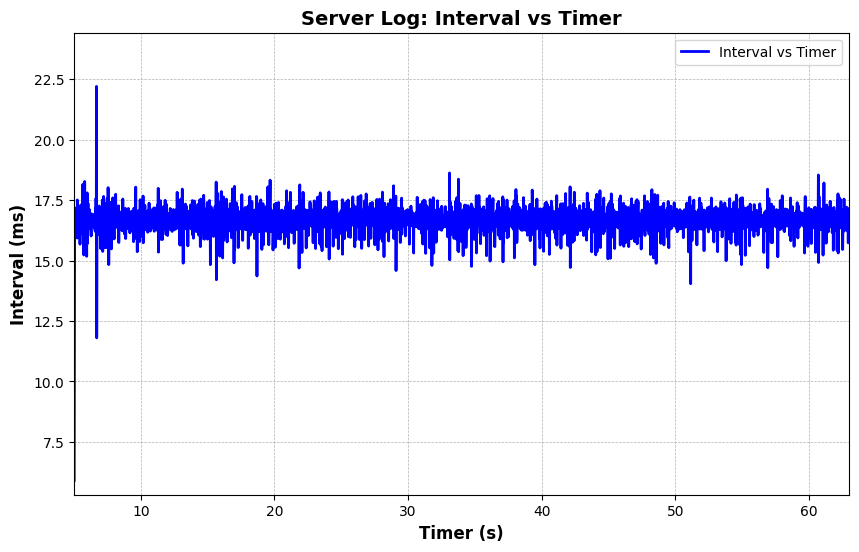 Server Log: Interval vs Timer
Interval vs Timer
Interval (ms)
22.5
20.0
17.5
15.0
12.5
10.0
7.5
10 20 30 40 50 60
Timer (s)